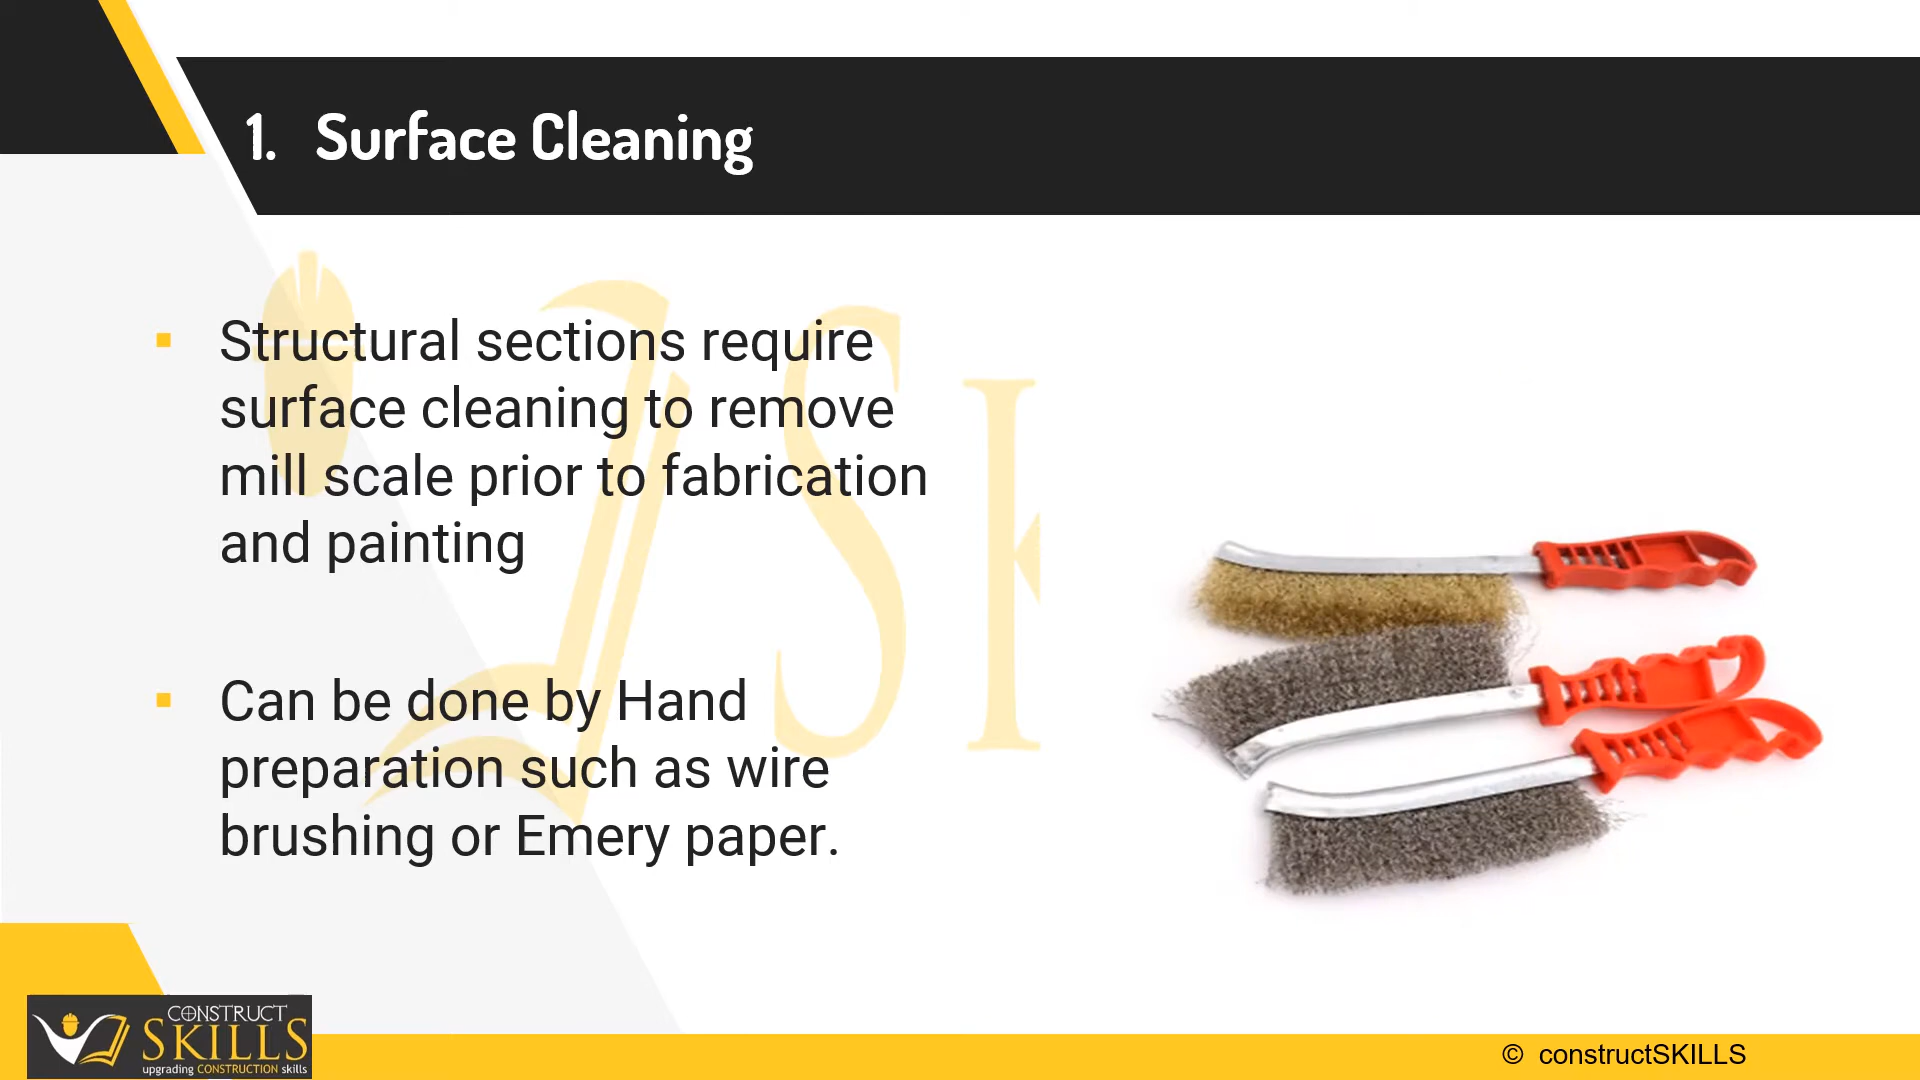 1. Surface Cleaning
▪ Structural sections require
surface cleaning to remove
mill scale prior to fabrication
and painting
▪ Can be done by Hand
preparation such as wire
brushing or Emery paper.
SK
CONSTRUCT
SKILLS
upgrading CONSTRUCTION skills
© constructSKILLS